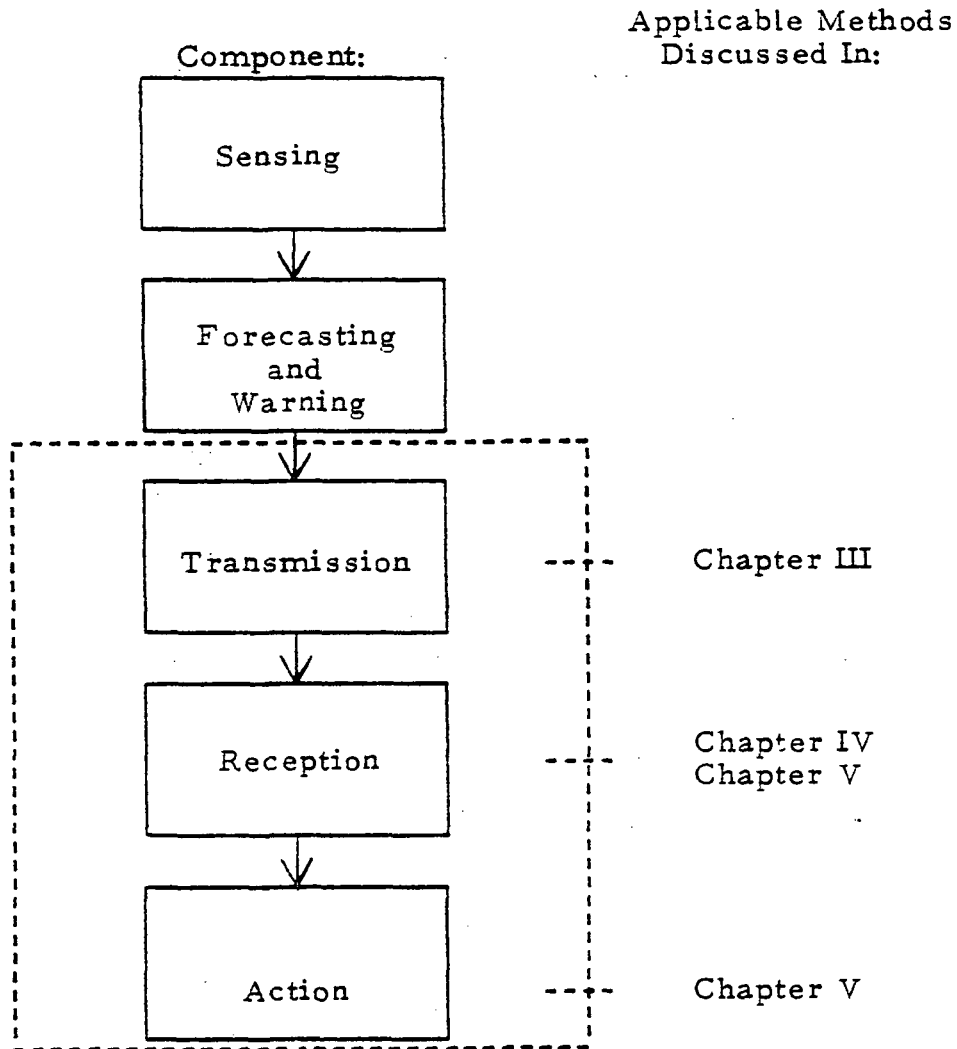 Applicable Methods
Discussed In:
Component:
Sensing
Forecasting
and
Warning
Transmission
Chapter III
Reception
Chapter IV
Chapter V
Action
Chapter V